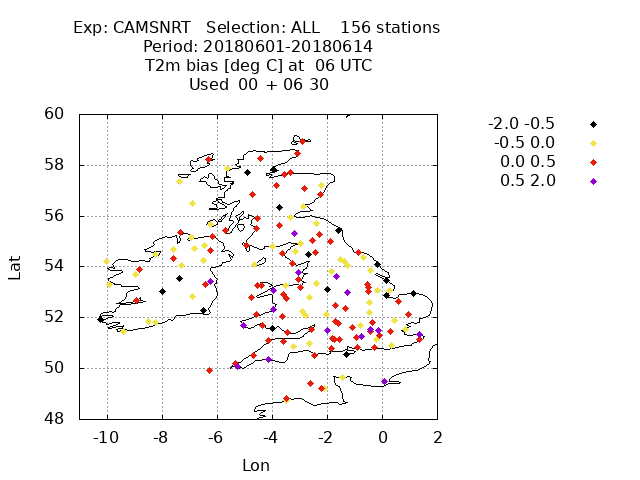 Exp: CAMSNRT Selection: ALL 156 stations
Period: 20180601-20180614
T2m bias [deg C] at 06 UTC
Used 00 + 06 30
-2.0 -0.5
-0.5 0.0
0.0 0.5
0.5 2.0
60
58
56
54
52
50
48
Lat
-10 -8 -6 -4 -2 0 2
Lon